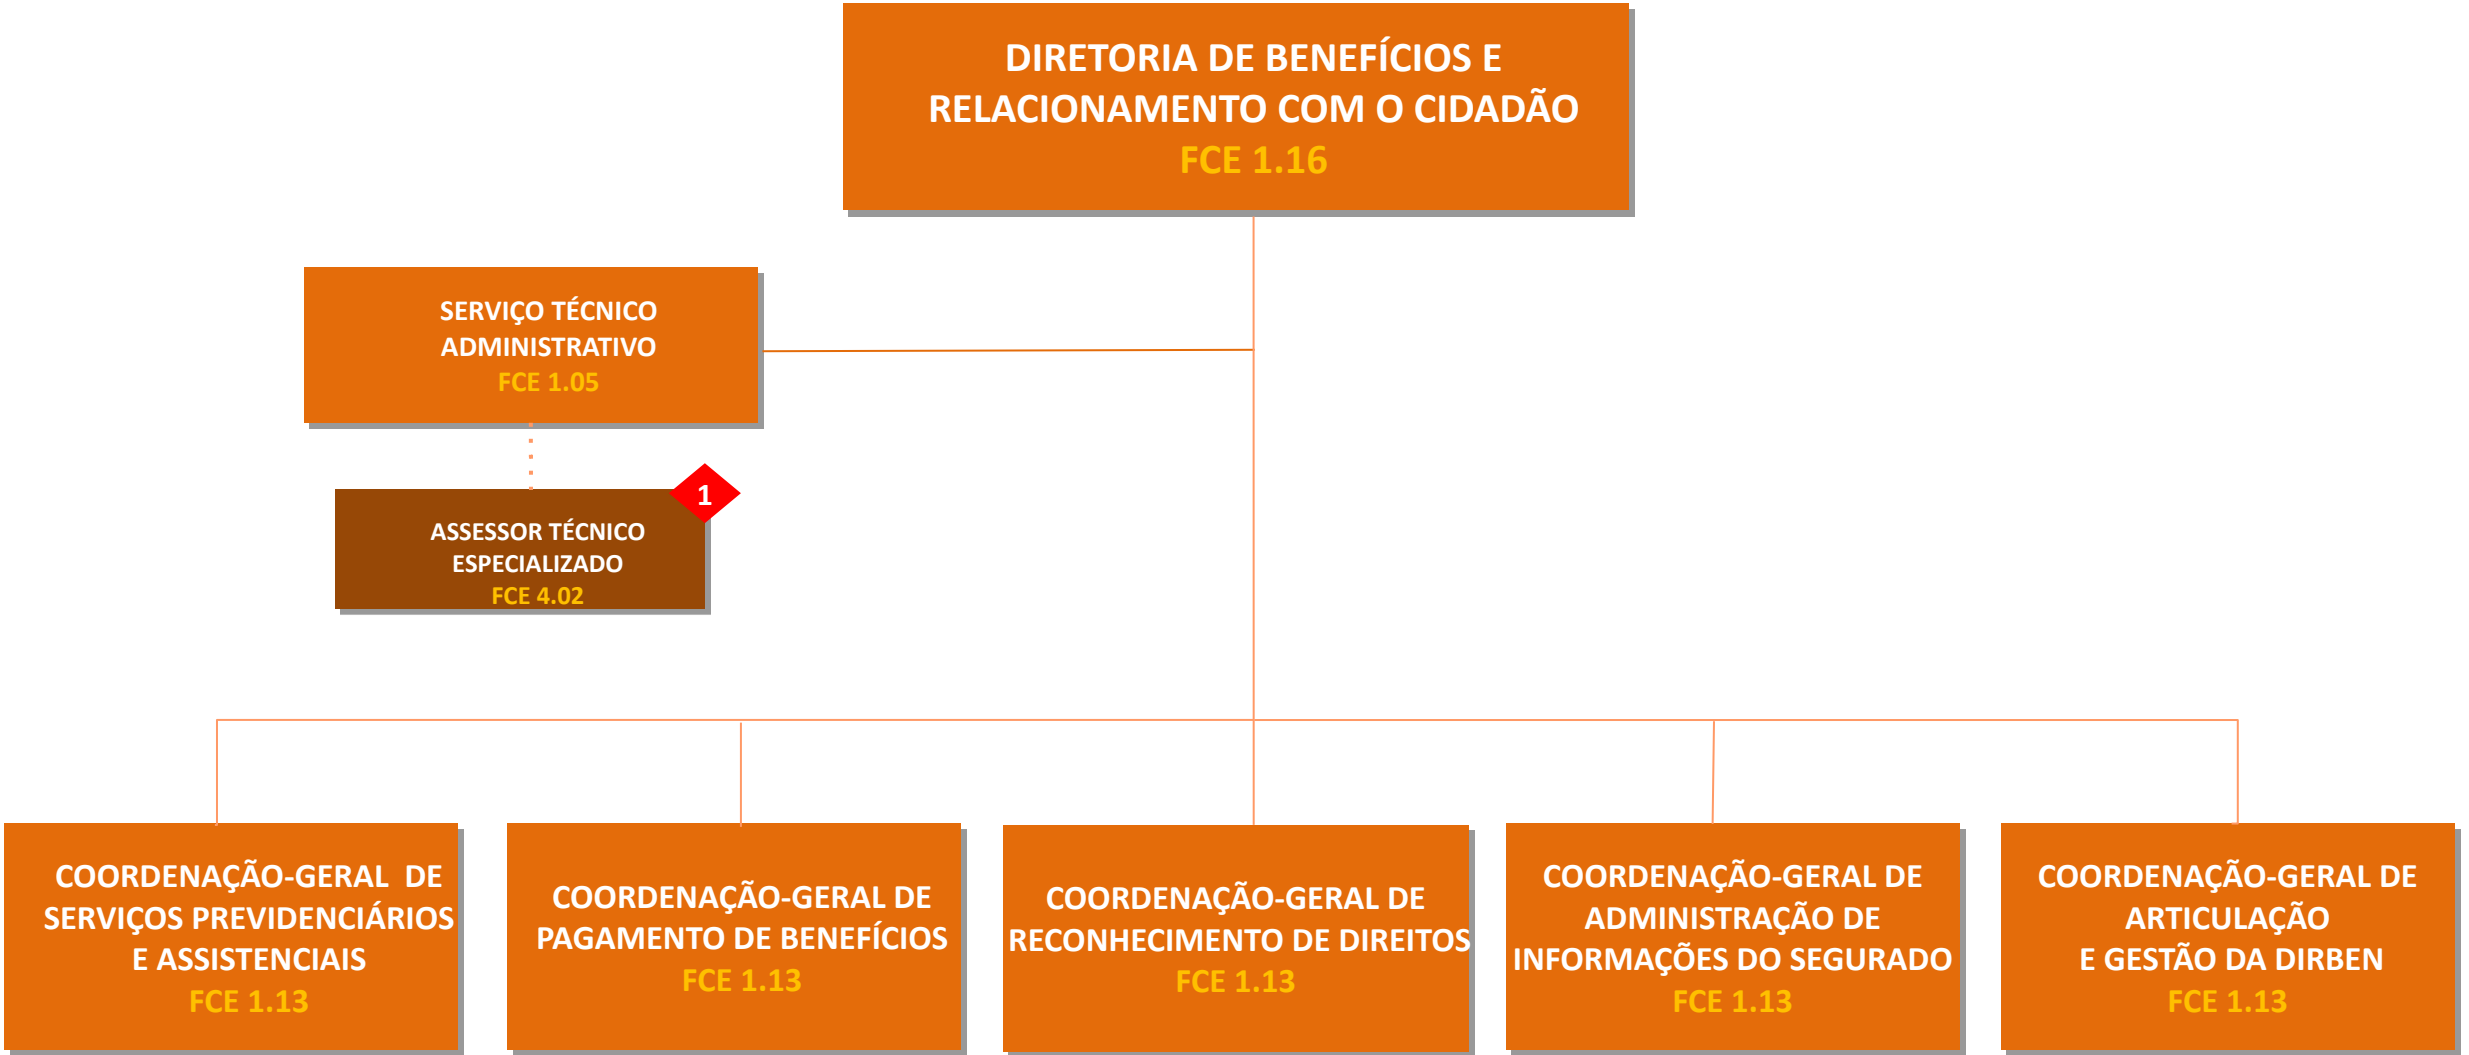 DIRETORIA DE BENEFÍCIOS E
RELACIONAMENTO COM O CIDADÃO
FCE 1.16
SERVIÇO TÉCNICO
ADMINISTRATIVO
FCE 1.05
1
ASSESSOR TÉCNICO
ESPECIALIZADO
FCE 4.02
COORDENAÇÃO-GERAL DE
SERVIÇOS PREVIDENCIÁRIOS
E ASSISTENCIAIS
FCE 1.13
COORDENAÇÃO-GERAL DE
PAGAMENTO DE BENEFÍCIOS
FCE 1.13
COORDENAÇÃO-GERAL DE
RECONHECIMENTO DE DIREITOS
FCE 1.13
COORDENAÇÃO-GERAL DE
ADMINISTRAÇÃO DE
INFORMAÇÕES DO SEGURADO
FCE 1.13
COORDENAÇÃO-GERAL DE
ARTICULAÇÃO
E GESTÃO DA DIRBEN
FCE 1.13